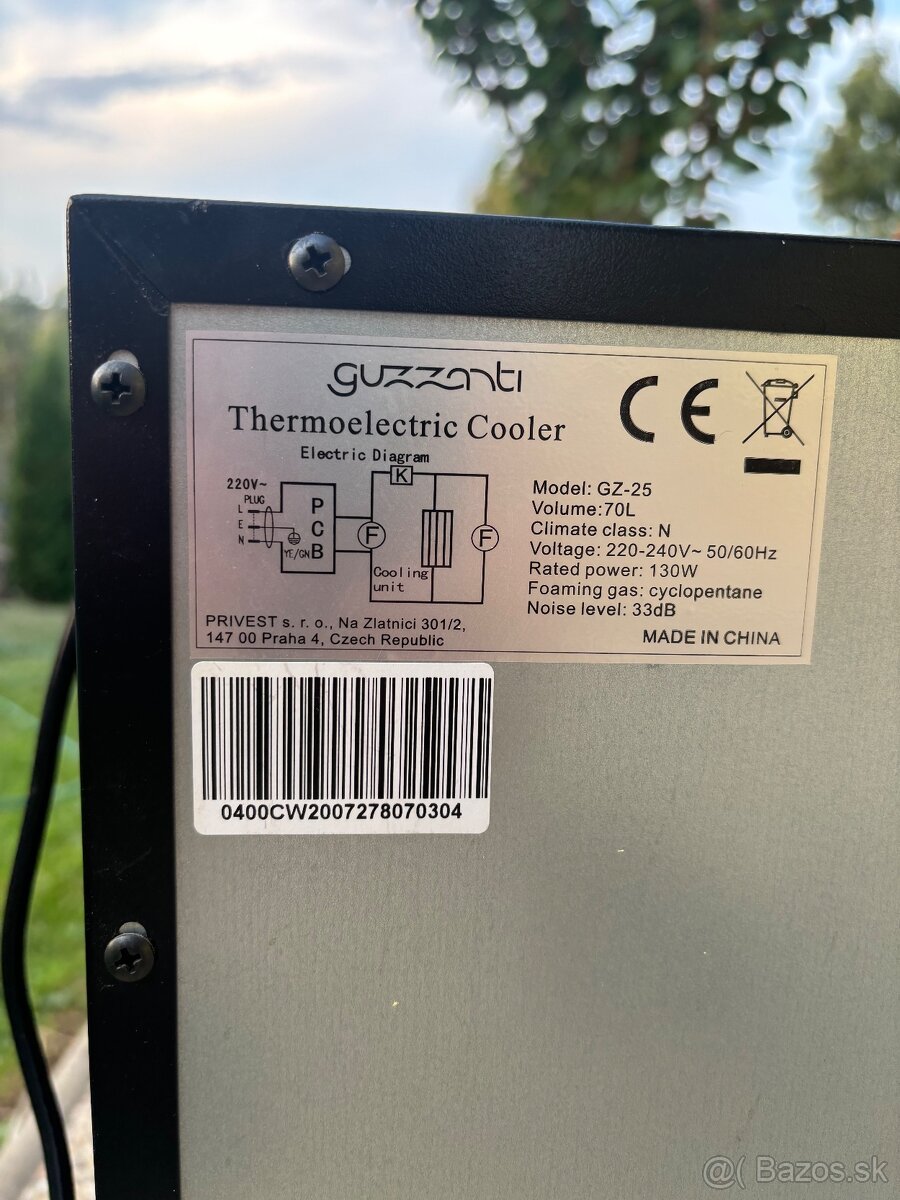 guzzanti
Thermoelectric Cooler
CE
Electric Diagram
220V~
PLUG
L
E
N
YE/GN
P
C
B
F
K
F
Cooling
unit
Model: GZ-25
Volume:70L
Climate class: N
Voltage: 220-240V~ 50/60Hz
Rated power: 130W
Foaming gas: cyclopentane
Noise level: 33dB
PRIVEST s. r. o., Na Zlatnici 301/2,
147 00 Praha 4, Czech Republic
MADE IN CHINA
0400CW2007278070304
@( Bazos.sk